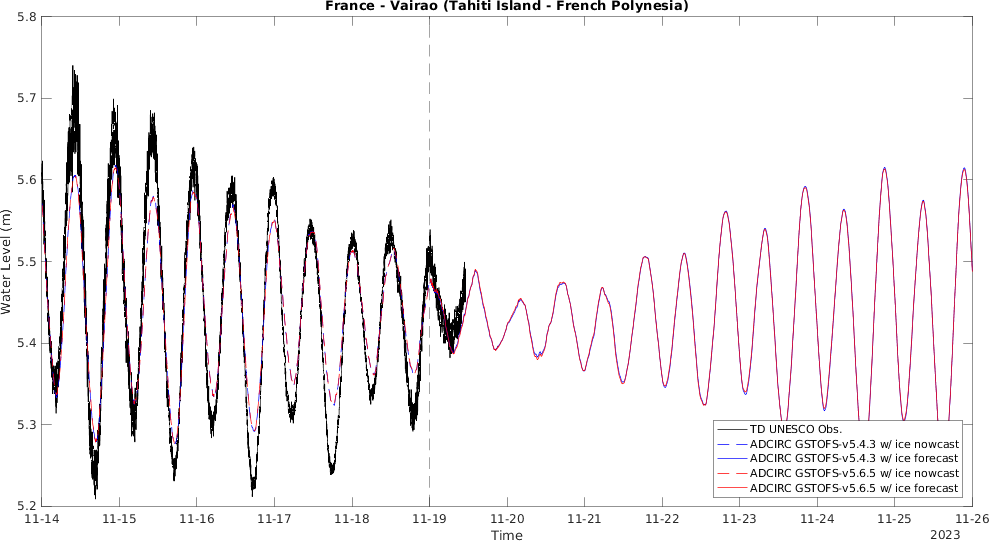 France - Vairao (Tahiti Island - French Polynesia)
5.8
5.7
5.6
5.5
5.4
5.3
5.2
Water Level (m)
TD UNESCO Obs.
ADCIRC GSTOFS-v5.4.3 w/ ice nowcast
ADCIRC GSTOFS-v5.4.3 w/ ice forecast
ADCIRC GSTOFS-v5.6.5 w/ ice nowcast
ADCIRC GSTOFS-v5.6.5 w/ ice forecast
11-14 11-15 11-16 11-17 11-18 11-19 11-20 11-21 11-22 11-23 11-24 11-25 11-26
Time
2023